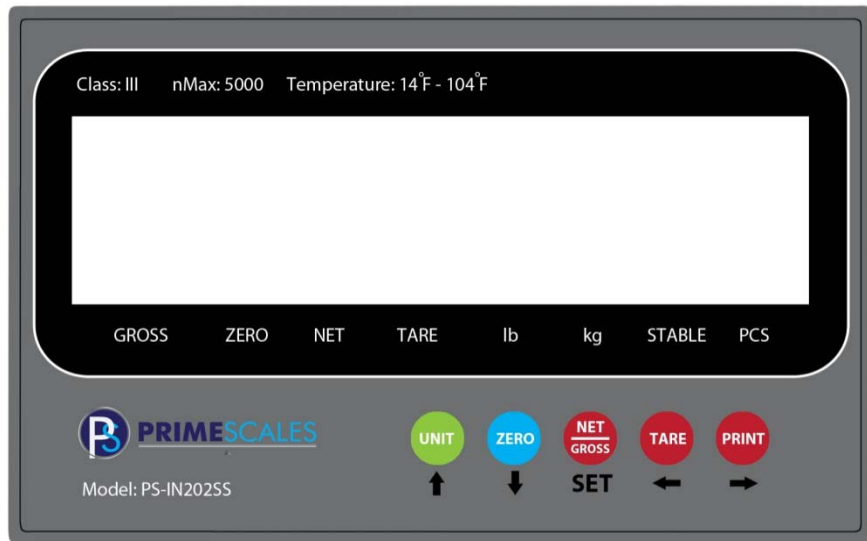 Class: III nMax: 5000 Temperature: 14°F - 104°F
GROSS ZERO NET TARE lb kg STABLE PCS
PS PRIMESCALES
UNIT ZERO NET GROSS TARE PRINT
SET
Model: PS-IN202SS